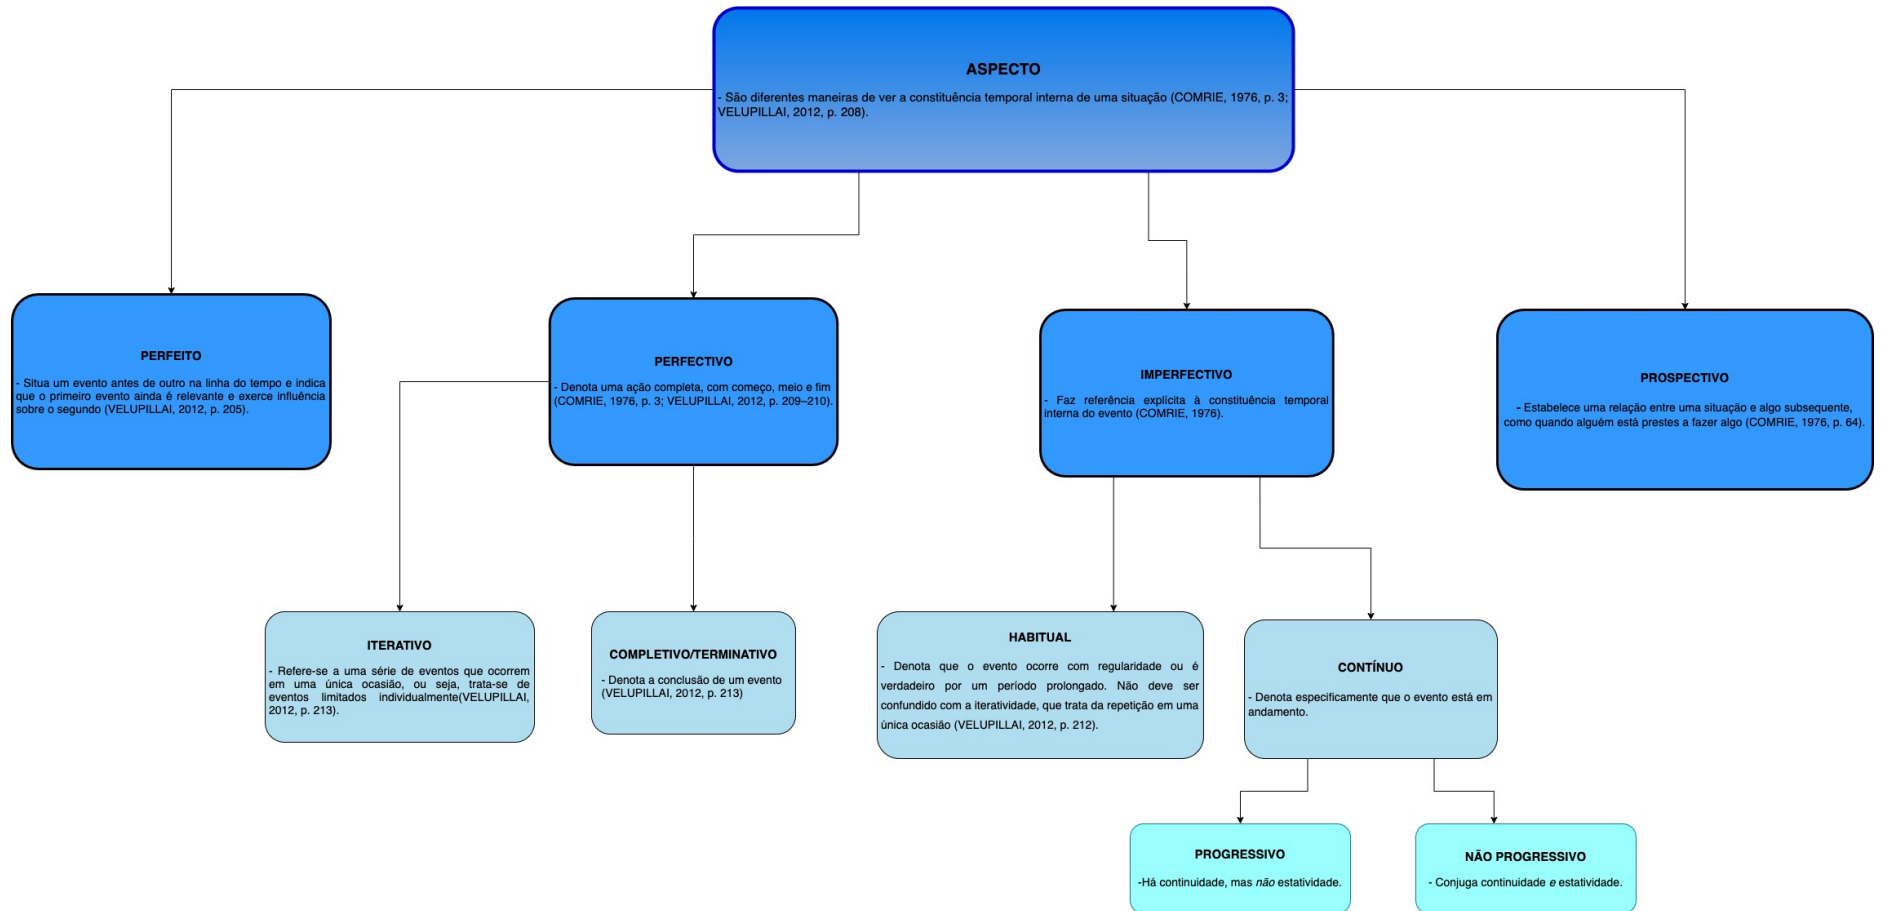 ASPECTO
- São diferentes maneiras de ver a constituência temporal interna de uma situação (COMRIE, 1976, p. 3;
VELUPILLAI, 2012, p. 208).
PERFEITO
- Situa um evento antes de outro na linha do tempo e indica
que o primeiro evento ainda é relevante e exerce influência
sobre o segundo (VELUPILLAI, 2012, p. 205).
PERFECTIVO
- Denota uma ação completa, com começo, meio e fim
(COMRIE, 1976, p. 3; VELUPILLAI, 2012, p. 209–210).
IMPERFECTIVO
- Faz referência explícita à constituência temporal
interna do evento (COMRIE, 1976).
PROSPECTIVO
- Estabelece uma relação entre uma situação e algo subsequente,
como quando alguém está prestes a fazer algo (COMRIE, 1976, p. 64).
ITERATIVO
- Refere-se a uma série de eventos que ocorrem
em uma única ocasião, ou seja, trata-se de
eventos limitados individualmente(VELUPILLAI,
2012, p. 213).
COMPLETIVO/TERMINATIVO
- Denota a conclusão de um evento
(VELUPILLAI, 2012, p. 213)
HABITUAL
- Denota que o evento ocorre com regularidade ou é
verdadeiro por um período prolongado. Não deve ser
confundido com a iteratividade, que trata da repetição em uma
única ocasião (VELUPILLAI, 2012, p. 212).
CONTÍNUO
- Denota especificamente que o evento está em
andamento.
PROGRESSIVO
-Há continuidade, mas não estatividade.
NÃO PROGRESSIVO
- Conjuga continuidade e estatividade.